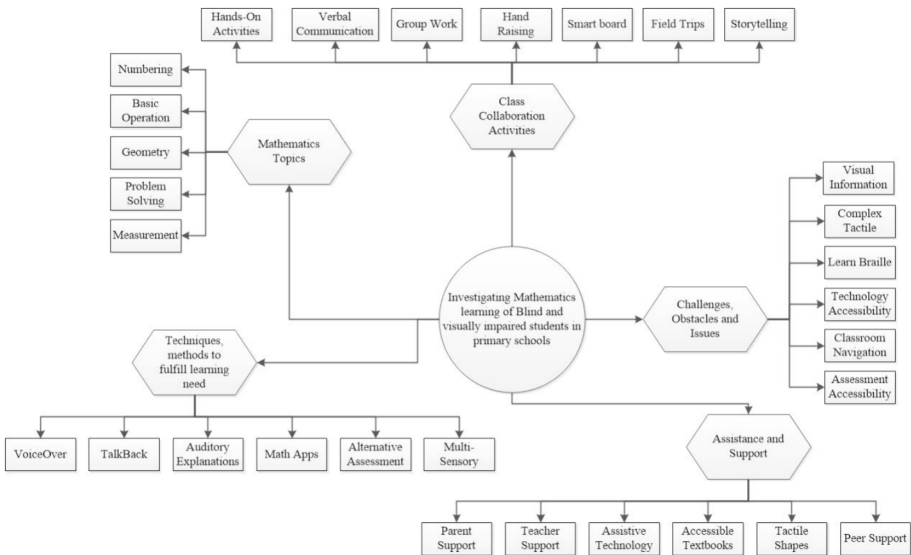 Hands-On
Activities
Verbal
Communication
Group Work
Hand
Raising
Smart board
Field Trips
Storytelling
Class
Collaboration
Activities
Numbering
Basic
Operation
Geometry
Problem
Solving
Measurement
Mathematics
Topics
Visual
Information
Complex
Tactile
Learn Braille
Technology
Accessibility
Classroom
Navigation
Assessment
Accessibility
Challenges,
Obstacles and
Issues
Investigating Mathematics
learning of Blind and
visually impaired students in
primary schools
Techniques,
methods to
fulfill learning
need
VoiceOver
TalkBack
Auditory
Explanations
Math Apps
Alternative
Assessment
Multi-
Sensory
Assistance and
Support
Parent
Support
Teacher
Support
Assistive
Technology
Accessible
Textbooks
Tactile
Shapes
Peer Support